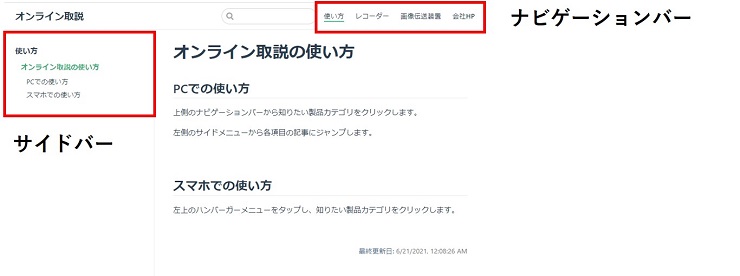 オンライン取説
使い方 レコーダー 画像伝送装置 会社HP
ナビゲーションバー
使い方
オンライン取説の使い方
PCでの使い方
スマホでの使い方
サイドバー
オンライン取説の使い方
PCでの使い方
上側のナビゲーションバーから知りたい製品カテゴリをクリックします。
左側のサイドメニューから各項目の記事にジャンプします。
スマホでの使い方
左上のハンバーガーメニューをタップし、知りたい製品カテゴリをクリックします。
最終更新日: 6/21/2021, 12:08:26 AM